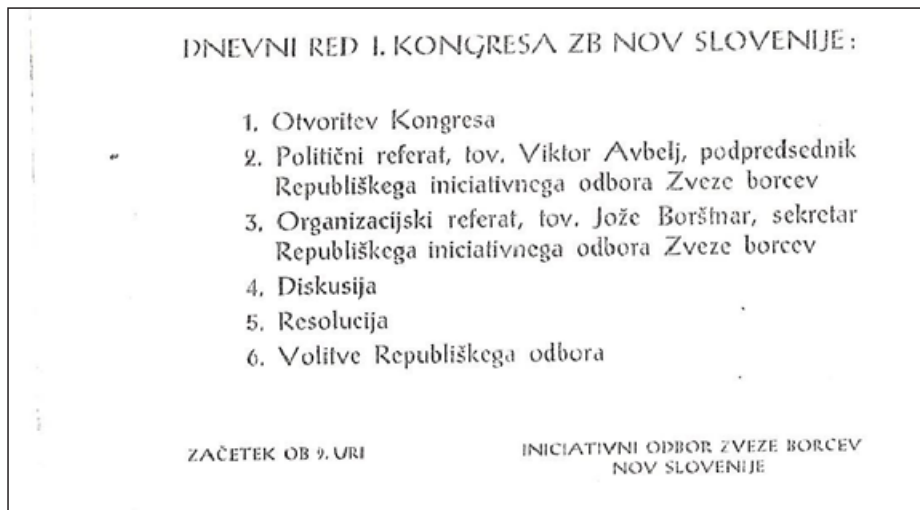 DNEVNI RED I. KONGRESA ZB NOV SLOVENIJE:
1. Otvoritev Kongresa
2. Politični referat, tov. Viktor Avbelj, podpredsednik
Republiškega iniciativnega odbora Zveze borcev
3. Organizacijski referat, tov. Jože Borštnar, sekretar
Republiškega iniciativnega odbora Zveze borcev
4. Diskusija
5. Resolucija
6. Volitve Republiškega odbora
ZAČETEK OB 9. URI
INICIATIVNI ODBOR ZVEZE BORCEV
NOV SLOVENIJE